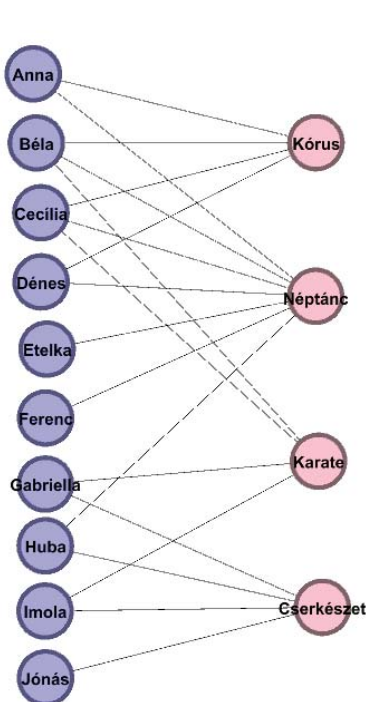 Anna
Béla
Cecília
Dénes
Etelka
Ferenc
Gabriella
Huba
Imola
Jónás
Kórus
Néptánc
Karate
Cserkészet